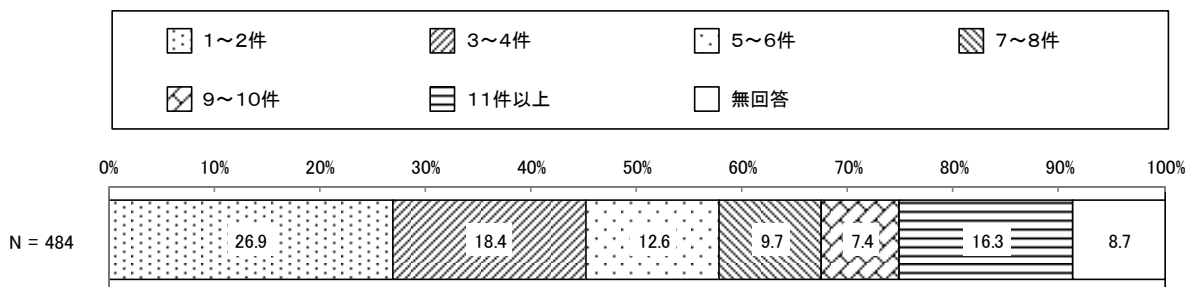 1～2件 3～4件 5～6件 7～8件
9～10件 11件以上 無回答
0% 10% 20% 30% 40% 50% 60% 70% 80% 90% 100%
N = 484 26.9 18.4 12.6 9.7 7.4 16.3 8.7